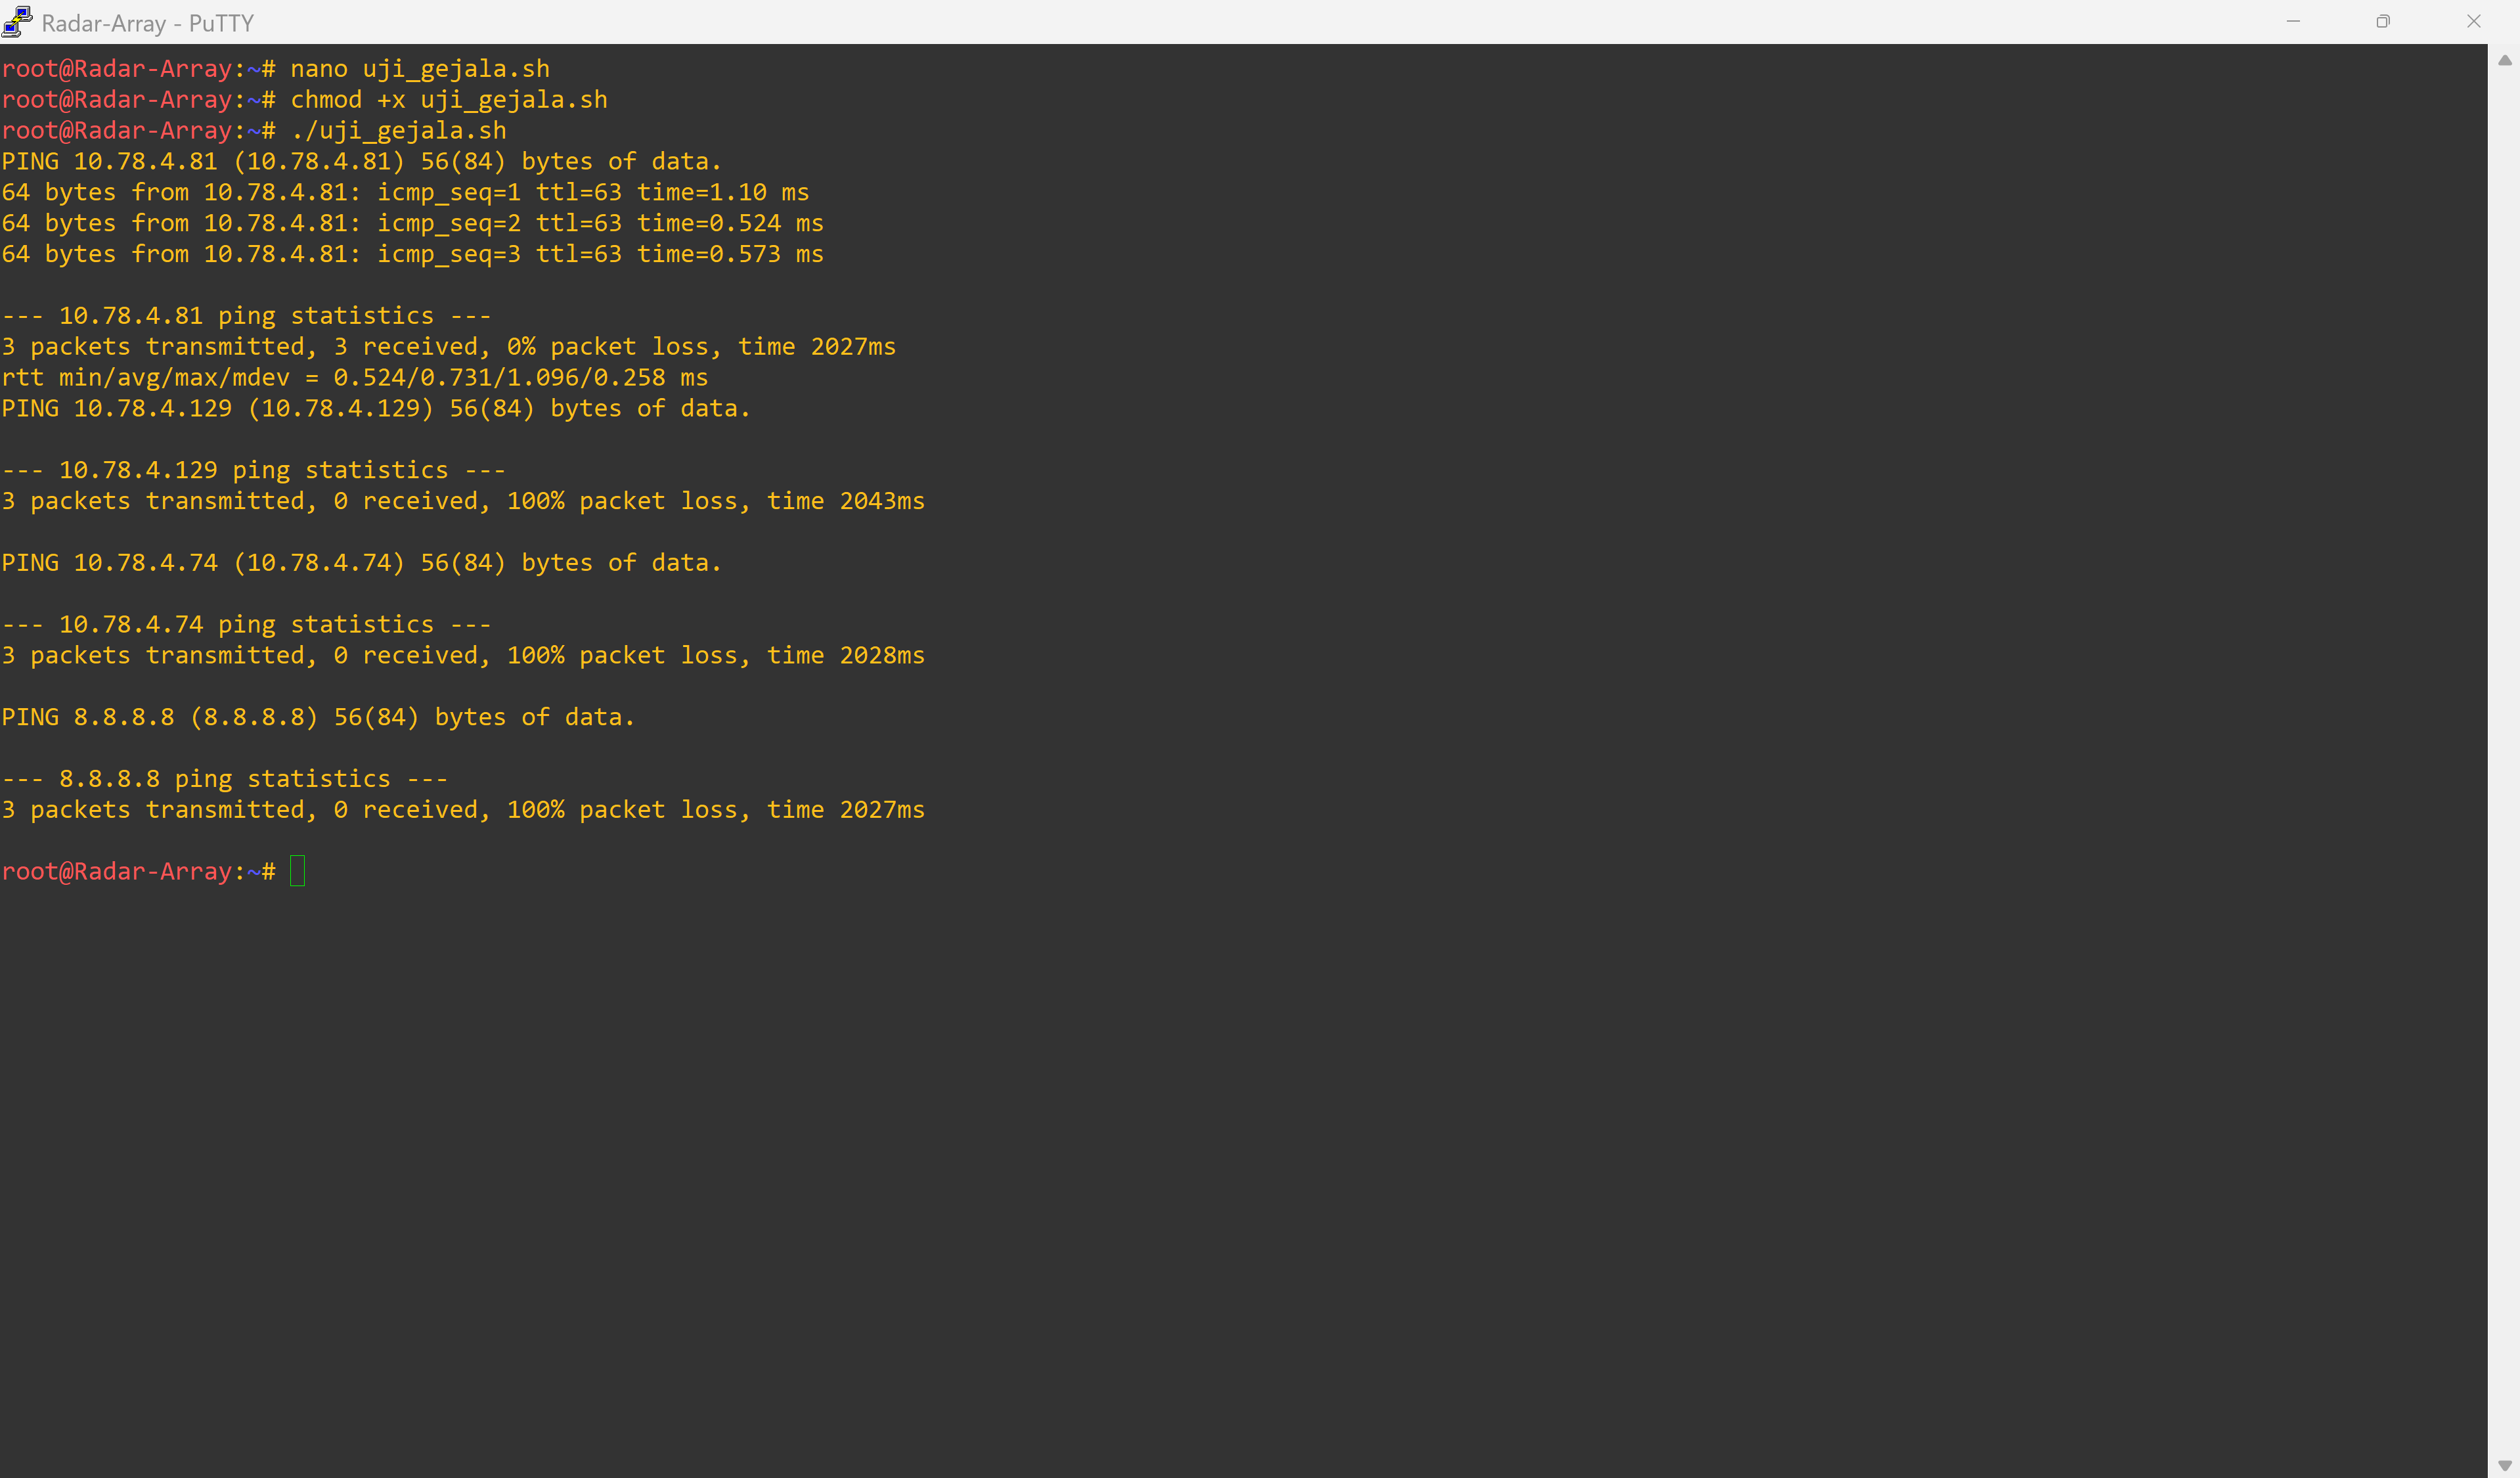 Radar-Array - PuTTY
root@Radar-Array:~# nano uji_gejala.sh
root@Radar-Array:~# chmod +x uji_gejala.sh
root@Radar-Array:~# ./uji_gejala.sh
PING 10.78.4.81 (10.78.4.81) 56(84) bytes of data.
64 bytes from 10.78.4.81: icmp_seq=1 ttl=63 time=1.10 ms
64 bytes from 10.78.4.81: icmp_seq=2 ttl=63 time=0.524 ms
64 bytes from 10.78.4.81: icmp_seq=3 ttl=63 time=0.573 ms
--- 10.78.4.81 ping statistics ---
3 packets transmitted, 3 received, 0% packet loss, time 2027ms
rtt min/avg/max/mdev = 0.524/0.731/1.096/0.258 ms
PING 10.78.4.129 (10.78.4.129) 56(84) bytes of data.
--- 10.78.4.129 ping statistics ---
3 packets transmitted, 0 received, 100% packet loss, time 2043ms
PING 10.78.4.74 (10.78.4.74) 56(84) bytes of data.
--- 10.78.4.74 ping statistics ---
3 packets transmitted, 0 received, 100% packet loss, time 2028ms
PING 8.8.8.8 (8.8.8.8) 56(84) bytes of data.
--- 8.8.8.8 ping statistics ---
3 packets transmitted, 0 received, 100% packet loss, time 2027ms
root@Radar-Array:~#